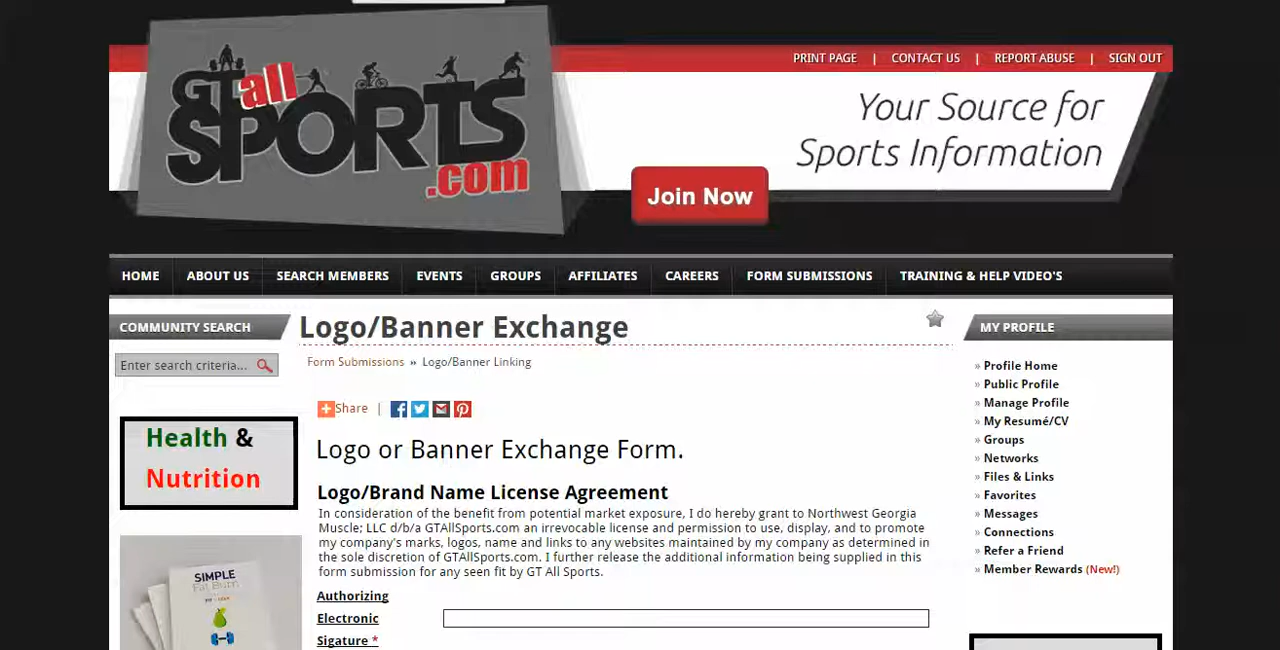 PRINT PAGE | CONTACT US | REPORT ABUSE | SIGN OUT
GT all
SPORTS
.com
Your Source for
Sports Information
Join Now
HOME ABOUT US SEARCH MEMBERS EVENTS GROUPS AFFILIATES CAREERS FORM SUBMISSIONS TRAINING & HELP VIDEO'S
COMMUNITY SEARCH
Enter search criteria...
Health &
Nutrition
SIMPLE
Fat Burn
Logo/Banner Exchange
Form Submissions » Logo/Banner Linking
Share |
Logo or Banner Exchange Form.
Logo/Brand Name License Agreement
In consideration of the benefit from potential market exposure, I do hereby grant to Northwest Georgia
Muscle; LLC d/b/a GTAllSports.com an irrevocable license and permission to use, display, and to promote
my company's marks, logos, name and links to any websites maintained by my company as determined in
the sole discretion of GTAllSports.com. I further release the additional information being supplied in this
form submission for any seen fit by GT All Sports.
Authorizing
Electronic
Sigature *
MY PROFILE
» Profile Home
» Public Profile
» Manage Profile
» My Resumé/CV
» Groups
» Networks
» Files & Links
» Favorites
» Messages
» Connections
» Refer a Friend
» Member Rewards (New!)